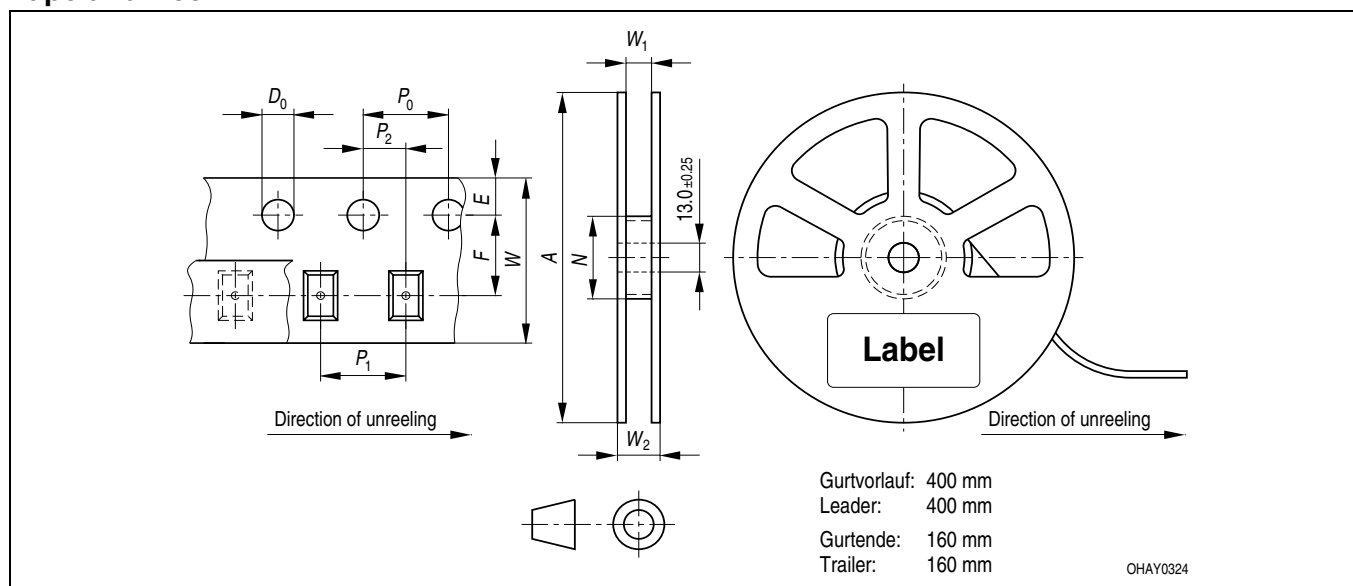 W1
D0
P0
P2
E
F
W
A
N
13.0 ±0.25
P1
W2
Label
Direction of unreeling
Direction of unreeling
Gurtvorlauf: 400 mm
Leader: 400 mm
Gurtende: 160 mm
Trailer: 160 mm
OHAY0324